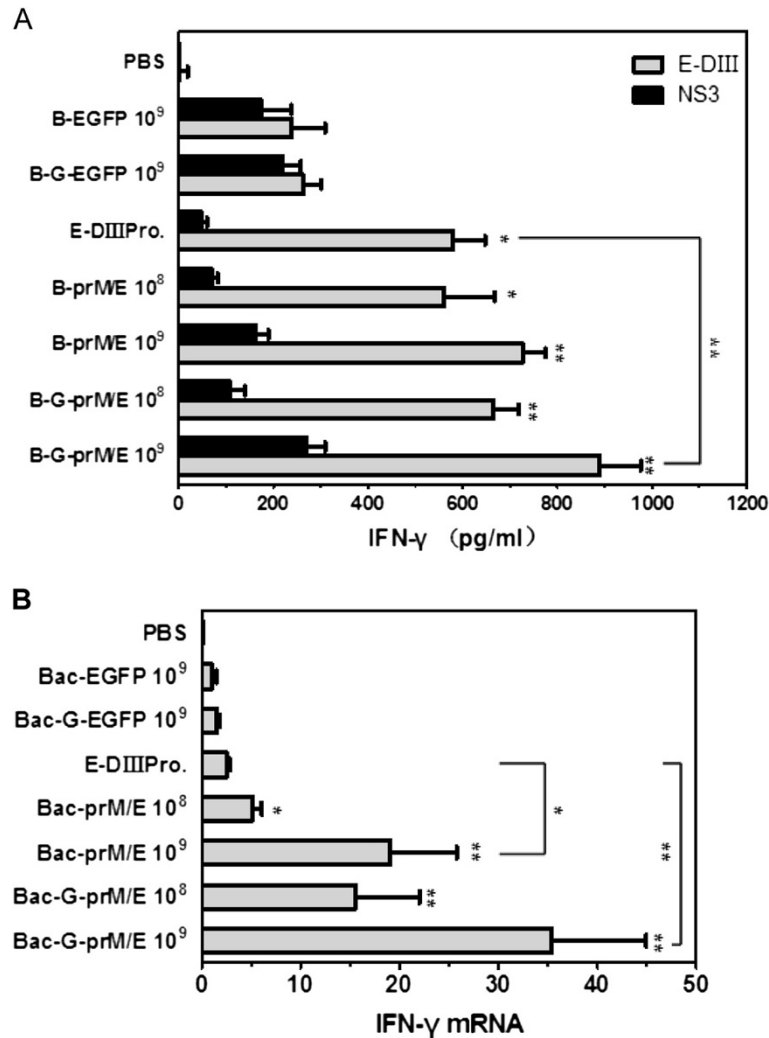 A
PBS
E-DIII
NS3
B-EGFP 10⁹
B-G-EGFP 10⁹
E-DIIIPro.
*
B-prM/E 10⁸
*
B-prM/E 10⁹
**
**
B-G-prM/E 10⁸
**
B-G-prM/E 10⁹
**
0 200 400 600 800 1000 1200
IFN-γ （pg/ml）
B
PBS
Bac-EGFP 10⁹
Bac-G-EGFP 10⁹
E-DIIIPro.
Bac-prM/E 10⁸
*
*
Bac-prM/E 10⁹
**
**
Bac-G-prM/E 10⁸
**
Bac-G-prM/E 10⁹
**
0 10 20 30 40 50
IFN-γ mRNA